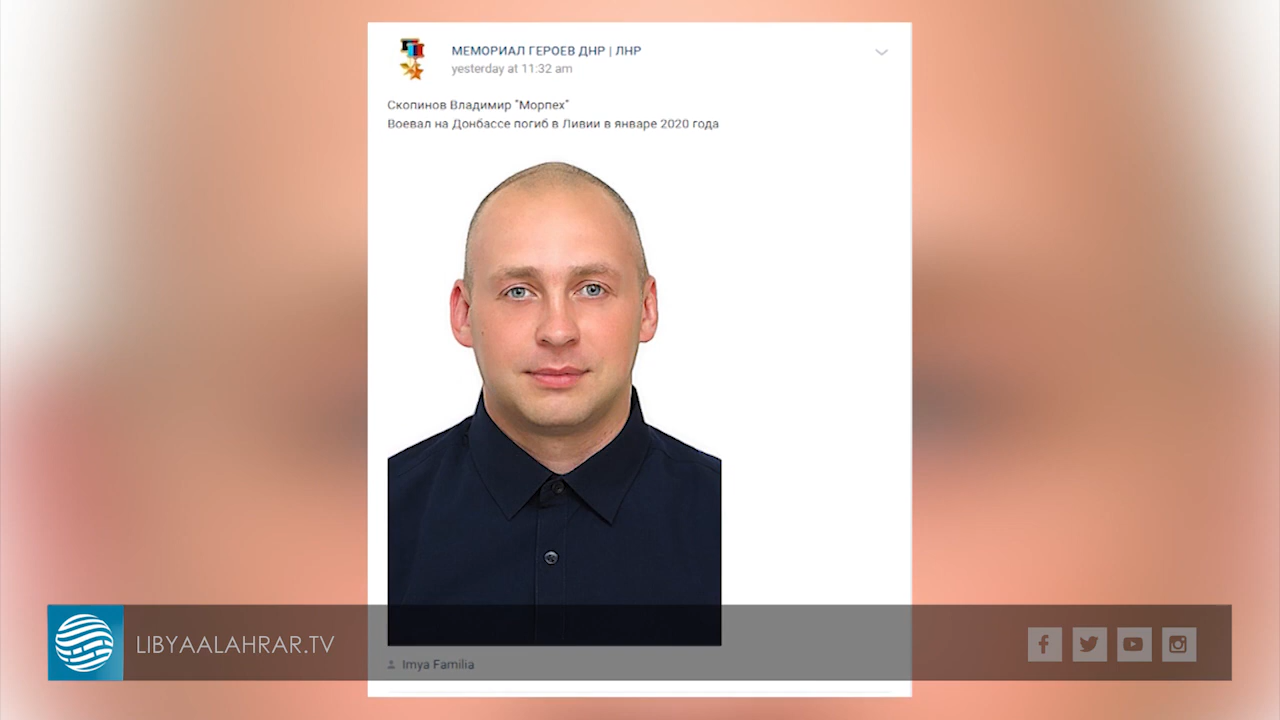 МЕМОРИАЛ ГЕРОЕВ ДНР | ЛНР
yesterday at 11:32 am
Скопинов Владимир "Морпех"
Воевал на Донбассе погиб в Ливии в январе 2020 года
LIBYAALAHRAR.TV
Imya Familia